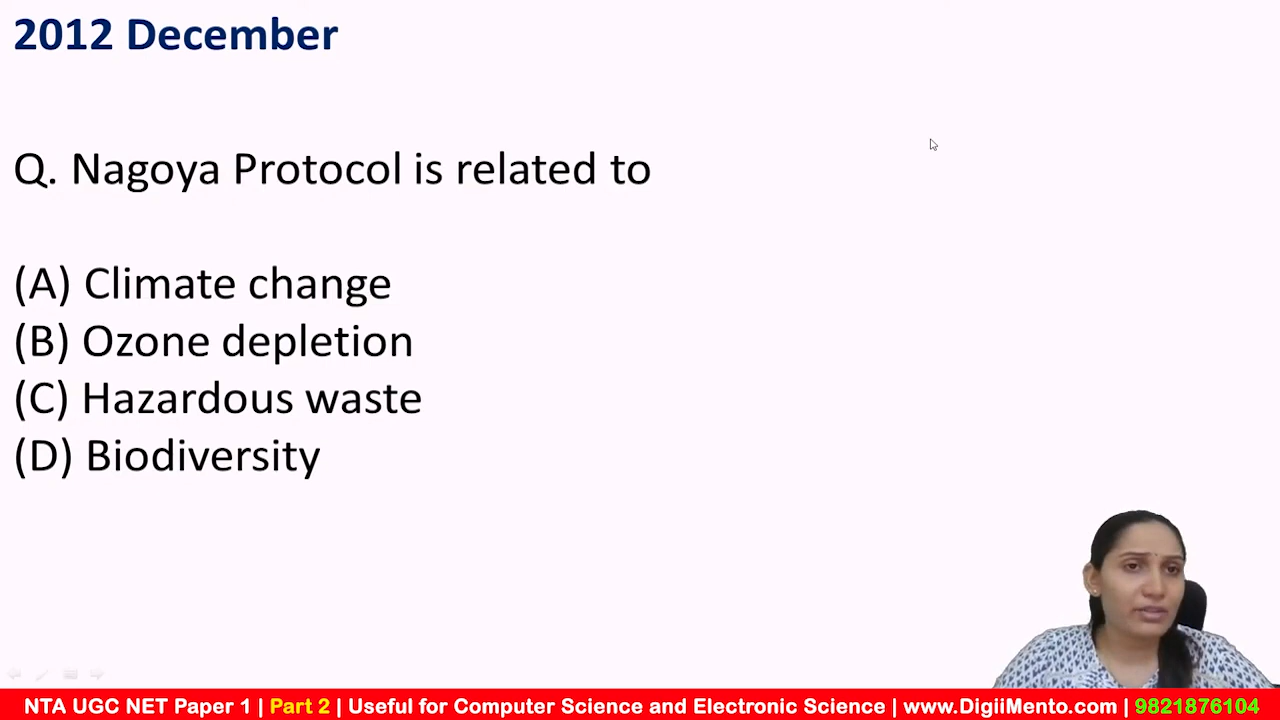 2012 December
Q. Nagoya Protocol is related to
(A) Climate change
(B) Ozone depletion
(C) Hazardous waste
(D) Biodiversity
NTA UGC NET Paper 1 | Part 2 | Useful for Computer Science and Electronic Science | www.DigiiMento.com | 9821876104